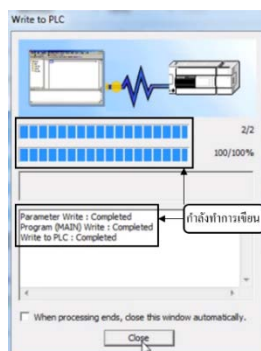 Write to PLC
2/2
100/100%
กำลังทำการเขียน
Parameter Write : Completed
Program (MAIN) Write : Completed
Write to PLC : Completed
When processing ends, close this window automatically.
Close